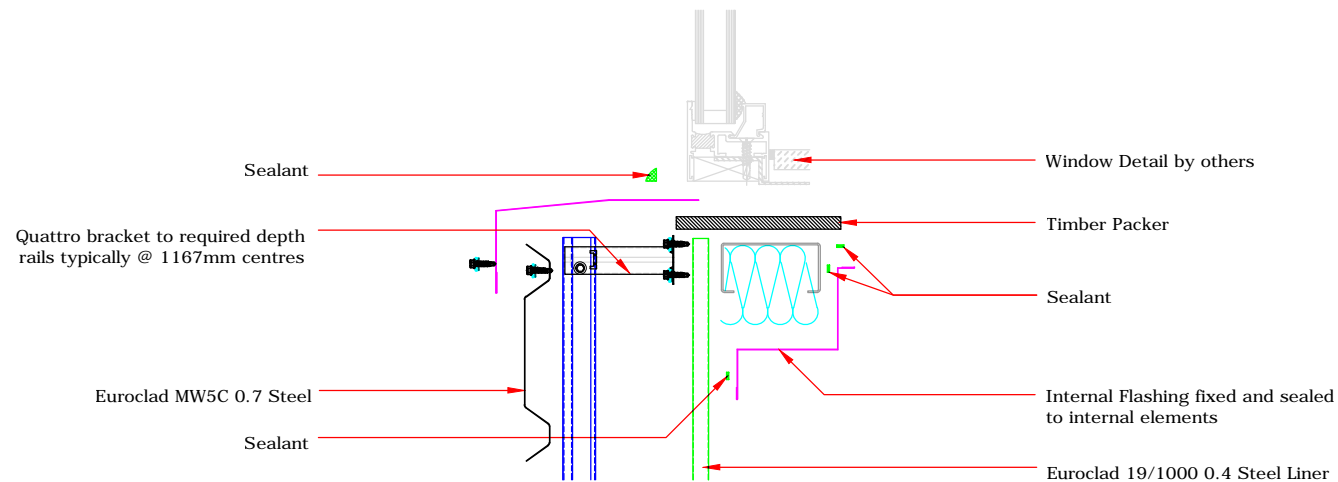 Sealant
Quattro bracket to required depth
rails typically @ 1167mm centres
Euroclad MW5C 0.7 Steel
Sealant
Window Detail by others
Timber Packer
Sealant
Internal Flashing fixed and sealed
to internal elements
Euroclad 19/1000 0.4 Steel Liner